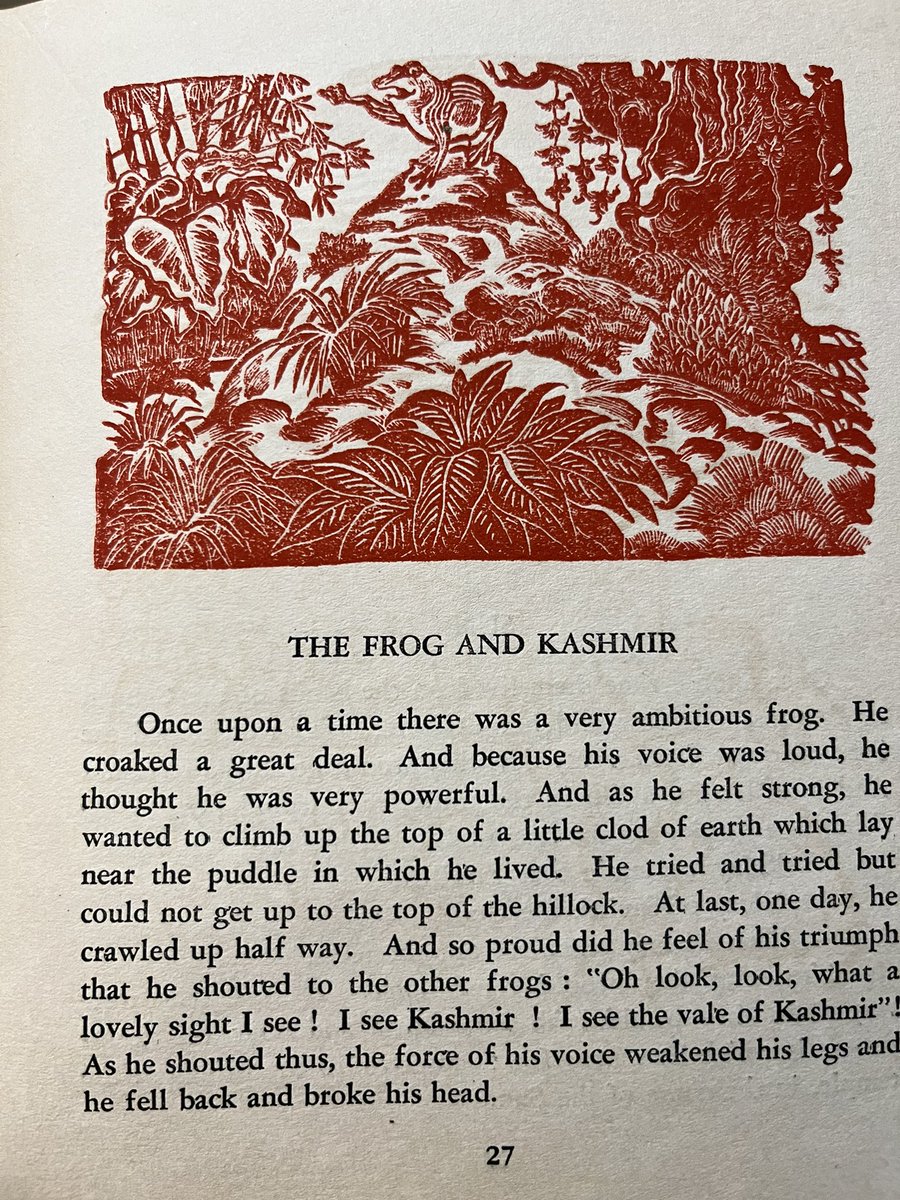 THE FROG AND KASHMIR
Once upon a time there was a very ambitious frog. He
croaked a great deal. And because his voice was loud, he
thought he was very powerful. And as he felt strong, he
wanted to climb up the top of a little clod of earth which lay
near the puddle in which he lived. He tried and tried but
could not get up to the top of the hillock. At last, one day, he
crawled up half way. And so proud did he feel of his triumph
that he shouted to the other frogs : "Oh look, look, what a
lovely sight I see ! I see Kashmir ! I see the vale of Kashmir"!
As he shouted thus, the force of his voice weakened his legs and
he fell back and broke his head.
27